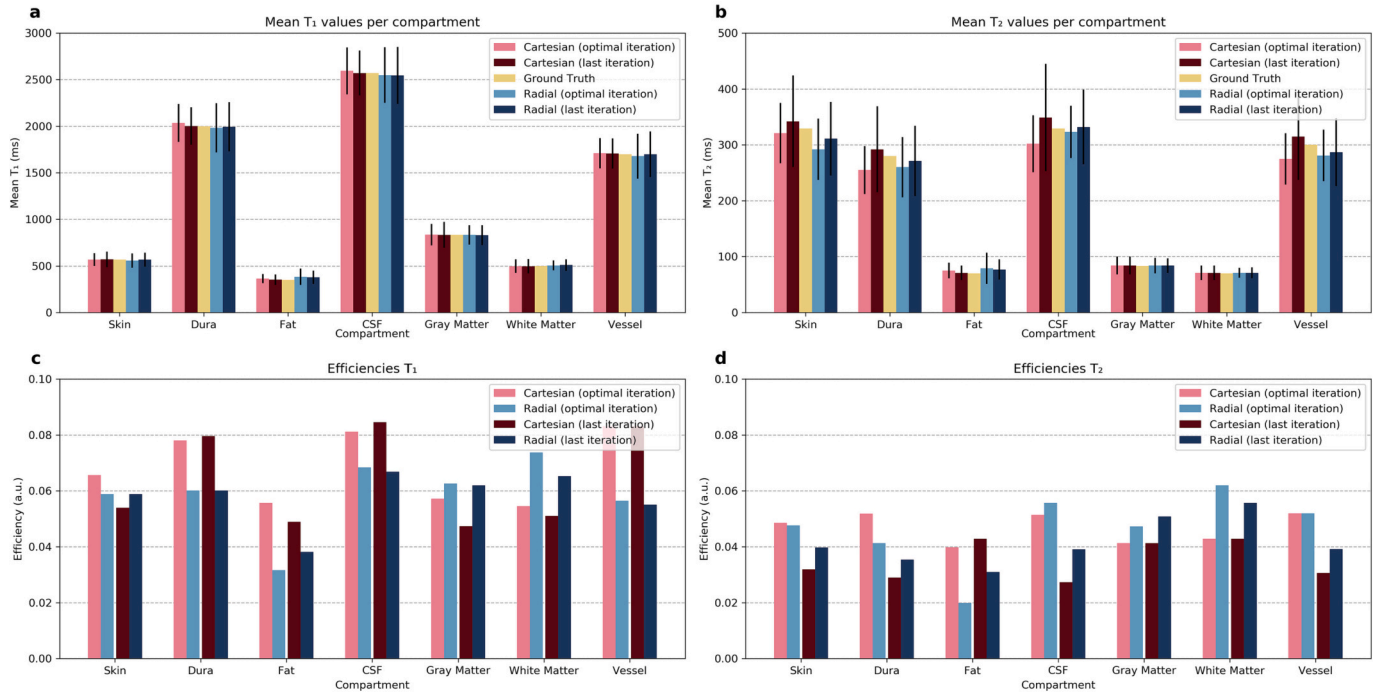 a
Mean T₁ values per compartment
3000
2500
2000
1500
1000
500
0
Mean T₁ (ms)
Cartesian (optimal iteration)
Cartesian (last iteration)
Ground Truth
Radial (optimal iteration)
Radial (last iteration)
Skin Dura Fat CSF Gray Matter White Matter Vessel
Compartment
b
Mean T₂ values per compartment
500
400
300
200
100
0
Mean T₂ (ms)
Cartesian (optimal iteration)
Cartesian (last iteration)
Ground Truth
Radial (optimal iteration)
Radial (last iteration)
Skin Dura Fat CSF Gray Matter White Matter Vessel
Compartment
c
Efficiencies T₁
0.10
0.08
0.06
0.04
0.02
0.00
Efficiency (a.u.)
Cartesian (optimal iteration)
Radial (optimal iteration)
Cartesian (last iteration)
Radial (last iteration)
Skin Dura Fat CSF Gray Matter White Matter Vessel
Compartment
d
Efficiencies T₂
0.10
0.08
0.06
0.04
0.02
0.00
Efficiency (a.u.)
Cartesian (optimal iteration)
Radial (optimal iteration)
Cartesian (last iteration)
Radial (last iteration)
Skin Dura Fat CSF Gray Matter White Matter Vessel
Compartment